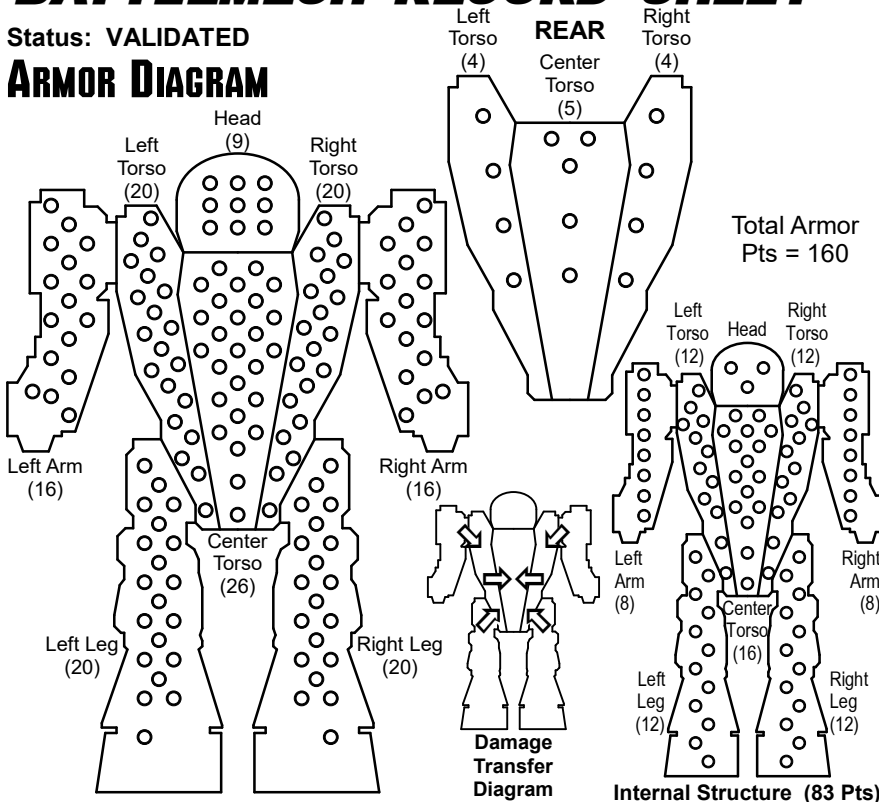 Status: VALIDATED
ARMOR DIAGRAM
Head
(9)
Left
Torso
(20)
Right
Torso
(20)
Left Arm
(16)
Right Arm
(16)
Center
Torso
(26)
Left Leg
(20)
Right Leg
(20)
Left
Torso
(4)
REAR
Center
Torso
(5)
Right
Torso
(4)
Total Armor
Pts = 160
Left
Torso
(12)
Head
Right
Torso
(12)
Left
Arm
(8)
Right
Arm
(8)
Center
Torso
(16)
Left
Leg
(12)
Right
Leg
(12)
Damage
Transfer
Diagram
Internal Structure (83 Pts)